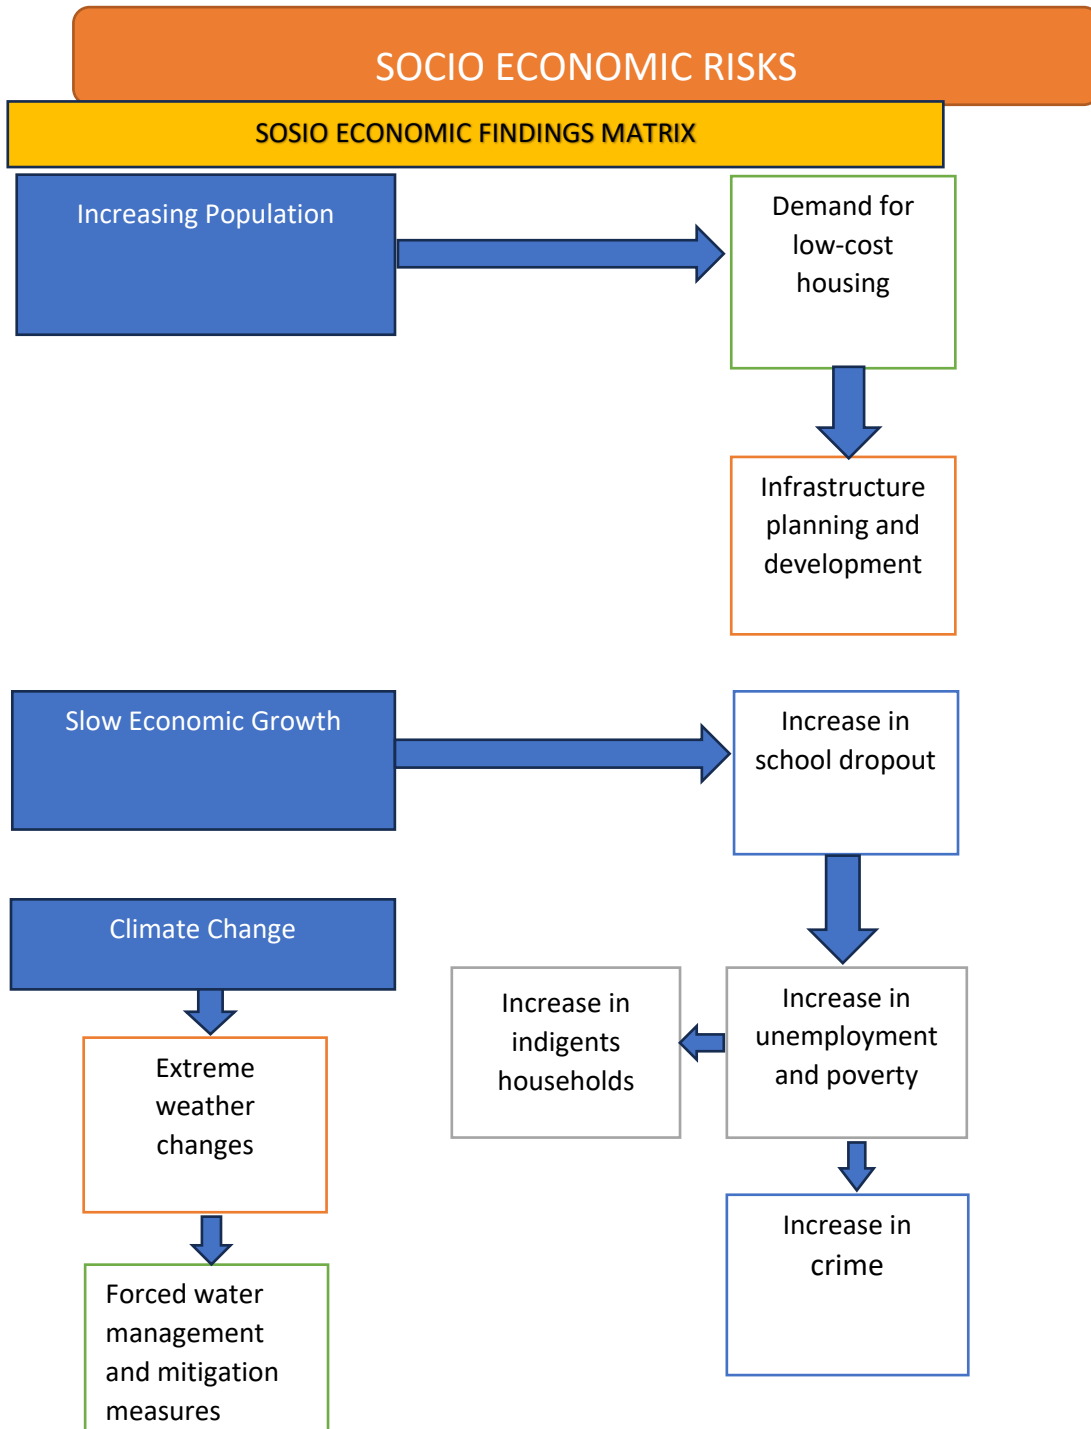 SOCIO ECONOMIC RISKS
SOSIO ECONOMIC FINDINGS MATRIX
Increasing Population
Demand for
low-cost
housing
Infrastructure
planning and
development
Slow Economic Growth
Increase in
school dropout
Climate Change
Extreme
weather
changes
Forced water
management
and mitigation
measures
Increase in
indigents
households
Increase in
unemployment
and poverty
Increase in
crime